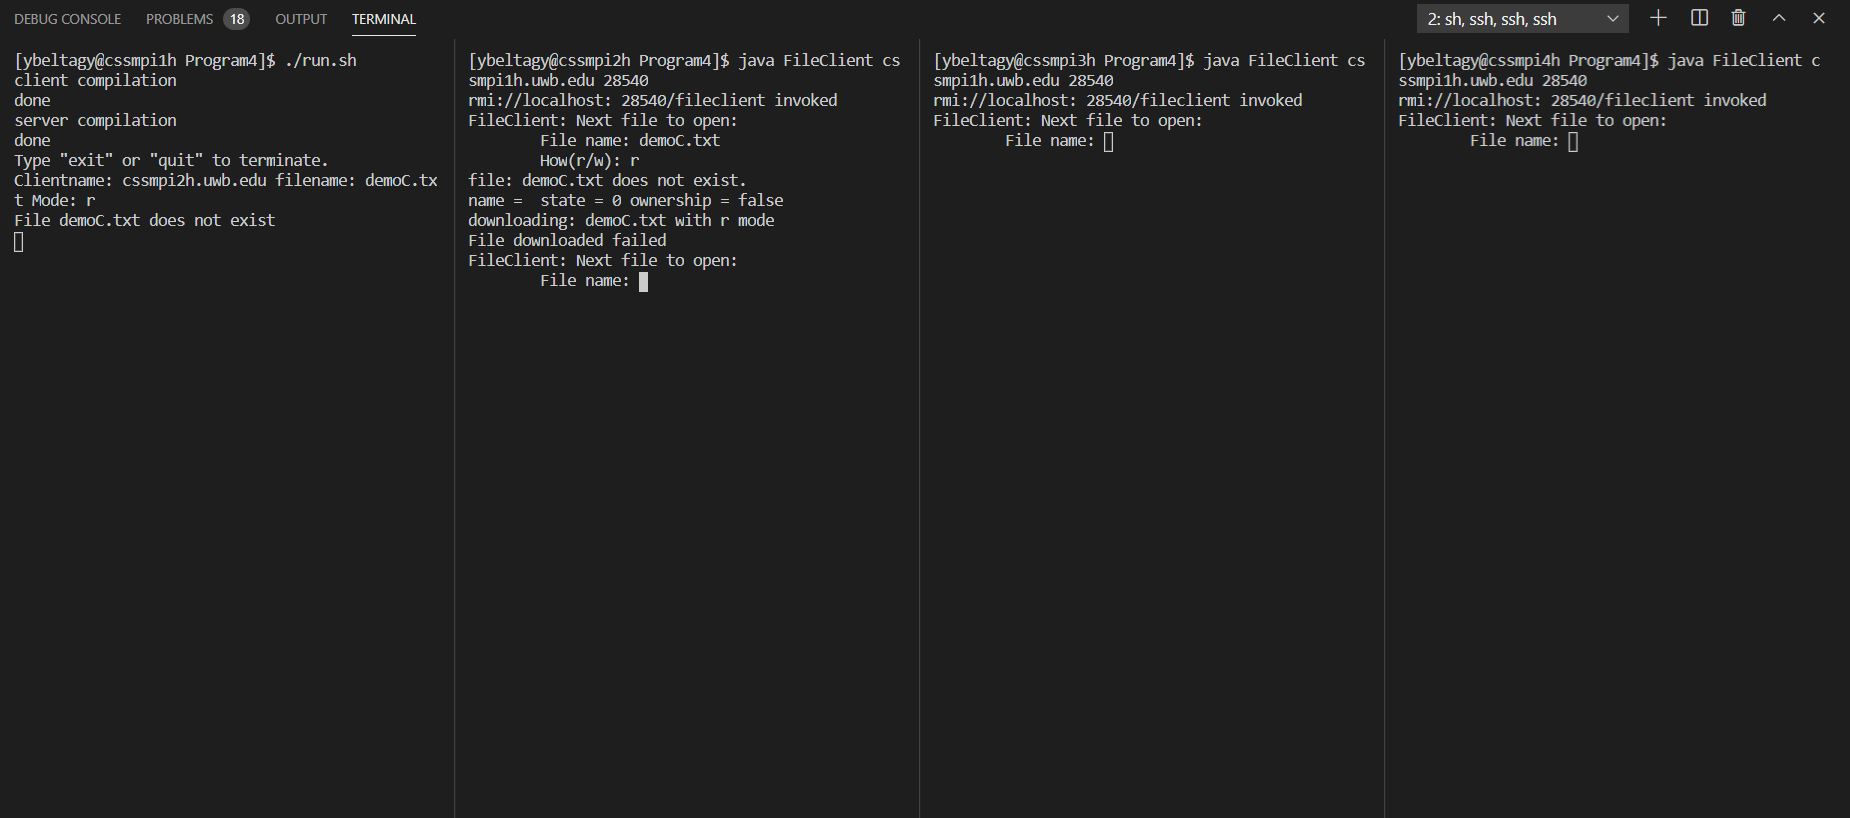 DEBUG CONSOLE PROBLEMS 18 OUTPUT TERMINAL 2: sh, ssh, ssh, ssh
[ybeltagy@cssmpi1h Program4]$ ./run.sh
client compilation
done
server compilation
done
Type "exit" or "quit" to terminate.
Clientname: cssmpi2h.uwb.edu filename: demoC.tx
t Mode: r
File demoC.txt does not exist
[ybeltagy@cssmpi2h Program4]$ java FileClient cs
smpi1h.uwb.edu 28540
rmi://localhost: 28540/fileclient invoked
FileClient: Next file to open:
File name: demoC.txt
How(r/w): r
file: demoC.txt does not exist.
name =  state = 0 ownership = false
downloading: demoC.txt with r mode
File downloaded failed
FileClient: Next file to open:
File name:
[ybeltagy@cssmpi3h Program4]$ java FileClient cs
smpi1h.uwb.edu 28540
rmi://localhost: 28540/fileclient invoked
FileClient: Next file to open:
File name:
[ybeltagy@cssmpi4h Program4]$ java FileClient c
ssmpi1h.uwb.edu 28540
rmi://localhost: 28540/fileclient invoked
FileClient: Next file to open:
File name: